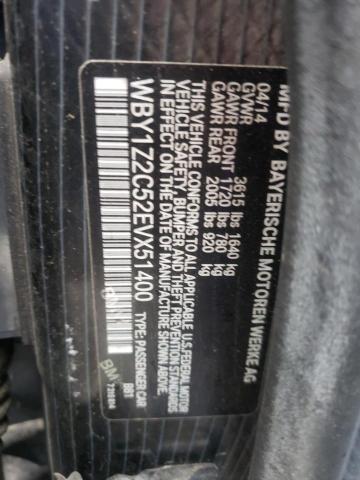 MFD BY BAYERISCHE MOTOREN WERKE AG
04/14
GVWR 3615 lbs 1640 kg
GAWR FRONT 1720 lbs 780 kg
GAWR REAR 2005 lbs 920 kg
THIS VEHICLE CONFORMS TO ALL APPLICABLE U.S.FEDERAL MOTOR
VEHICLE SAFETY, BUMPER AND THEFT PREVENTION STANDARDS
IN EFFECT ON THE DATE OF MANUFACTURE SHOWN ABOVE.
WBY1Z2C52EVX51400 TYPE: PASSENGER CAR
BB1